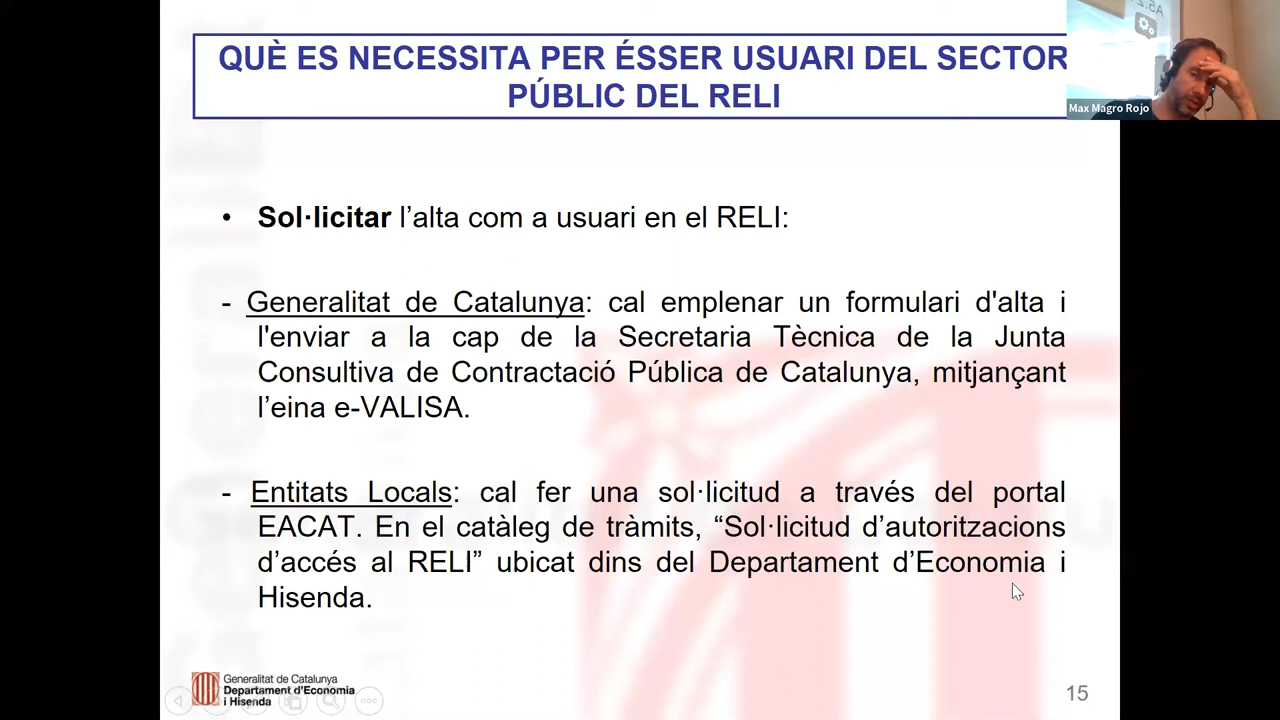 QUÈ ES NECESSITA PER ÉSSER USUARI DEL SECTOR
PÚBLIC DEL RELI
Max Magro Rojo
• Sol·licitar l’alta com a usuari en el RELI:
- Generalitat de Catalunya: cal emplenar un formulari d'alta i
l'enviar a la cap de la Secretaria Tècnica de la Junta
Consultiva de Contractació Pública de Catalunya, mitjançant
l’eina e-VALISA.
- Entitats Locals: cal fer una sol·licitud a través del portal
EACAT. En el catàleg de tràmits, “Sol·licitud d’autoritzacions
d’accés al RELI” ubicat dins del Departament d’Economia i
Hisenda.
Generalitat de Catalunya
Departament d’Economia
i Hisenda
15